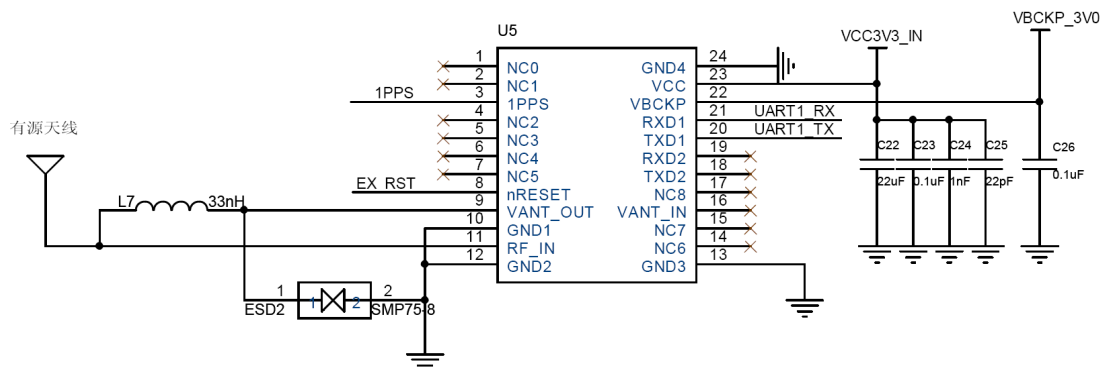 VBCKP_3V0
U5
VCC3V3_IN
1 NC0 GND4 24
2 NC1 VCC 23
1PPS 3 1PPS VBCKP 22
4 NC2 RXD1 21 UART1_RX
有源天线
5 NC3 TXD1 20 UART1_TX
6 NC4 RXD2 19
7 NC5 TXD2 18
EX_RST 8 nRESET NC8 17
L7 33nH 9 VANT_OUT VANT_IN 16
10 GND1 NC7 15
11 RF_IN NC6 14
12 GND2 GND3 13
C22 C23 C24 C25 C26
22uF 0.1uF 1nF 22pF 0.1uF
1 2
1 2
ESD2 SMP75-8